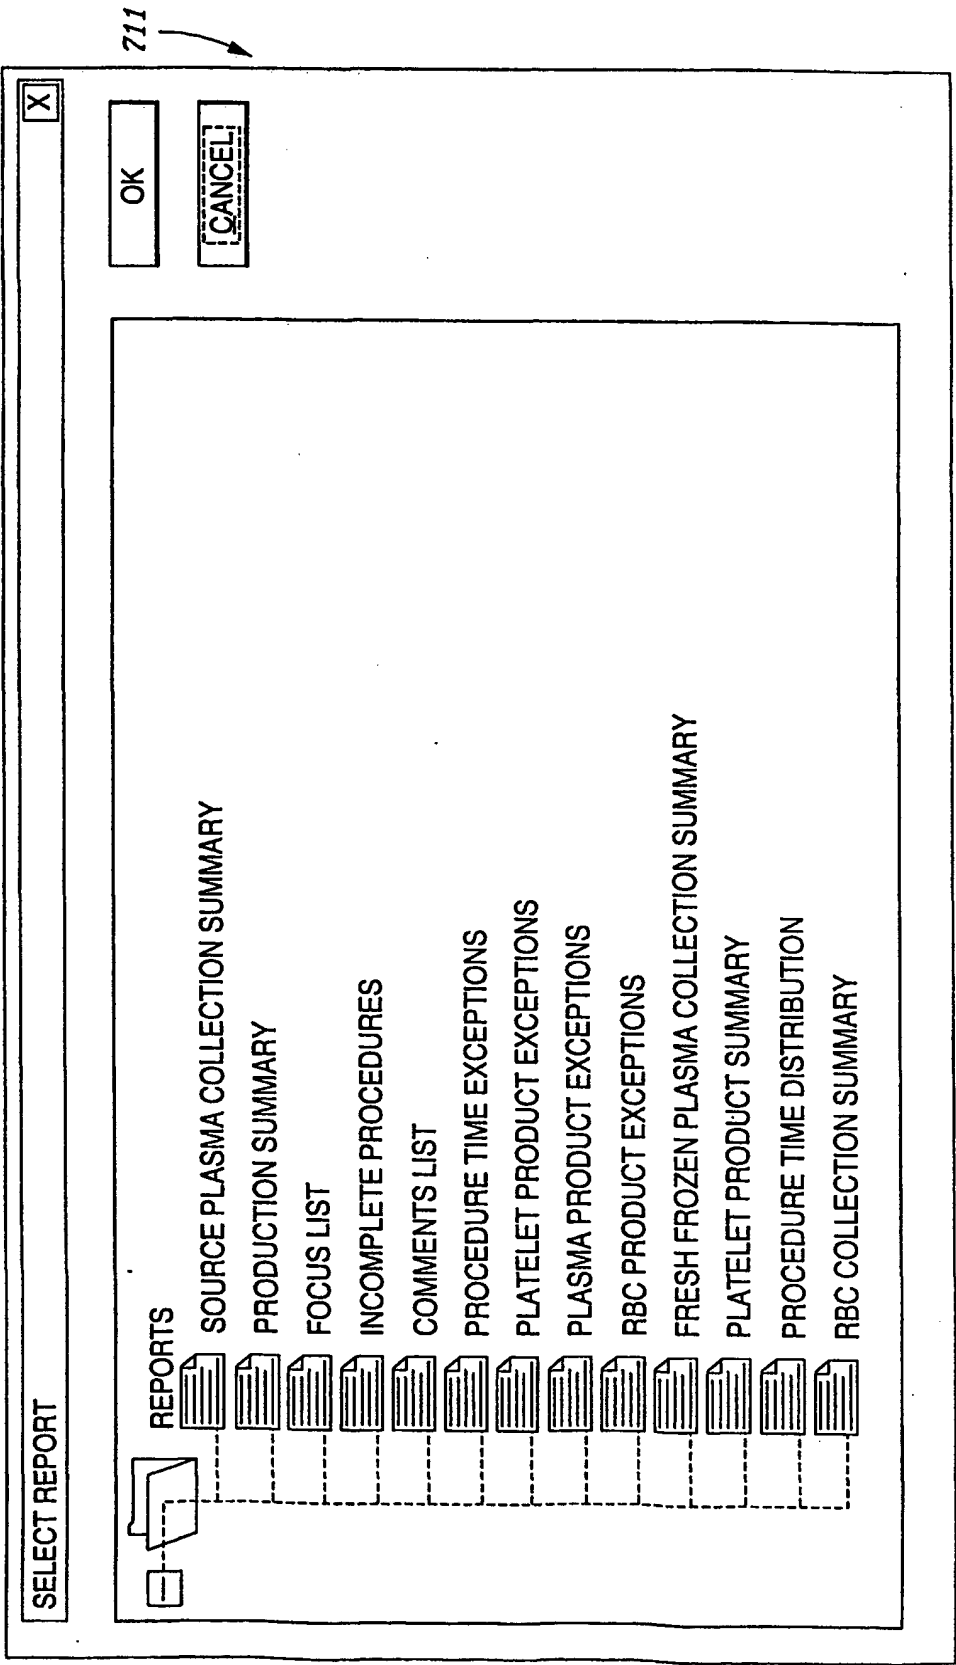 711
SELECT REPORT
X
REPORTS
SOURCE PLASMA COLLECTION SUMMARY
PRODUCTION SUMMARY
FOCUS LIST
INCOMPLETE PROCEDURES
COMMENTS LIST
PROCEDURE TIME EXCEPTIONS
PLATELET PRODUCT EXCEPTIONS
PLASMA PRODUCT EXCEPTIONS
RBC PRODUCT EXCEPTIONS
FRESH FROZEN PLASMA COLLECTION SUMMARY
PLATELET PRODUCT SUMMARY
PROCEDURE TIME DISTRIBUTION
RBC COLLECTION SUMMARY
OK
CANCEL